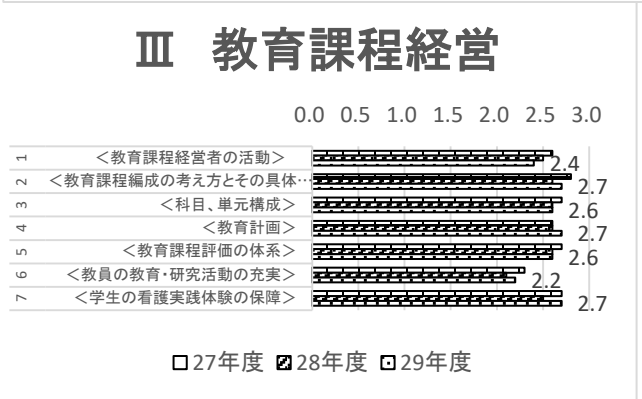 Ⅲ 教育課程経営
0.0 0.5 1.0 1.5 2.0 2.5 3.0
1 <教育課程経営者の活動> 2.4
2 <教育課程編成の考え方とその具体… 2.7
3 <科目、単元構成> 2.6
4 <教育計画> 2.7
5 <教育課程評価の体系> 2.6
6 <教員の教育・研究活動の充実> 2.2
7 <学生の看護実践体験の保障> 2.7
27年度 28年度 29年度